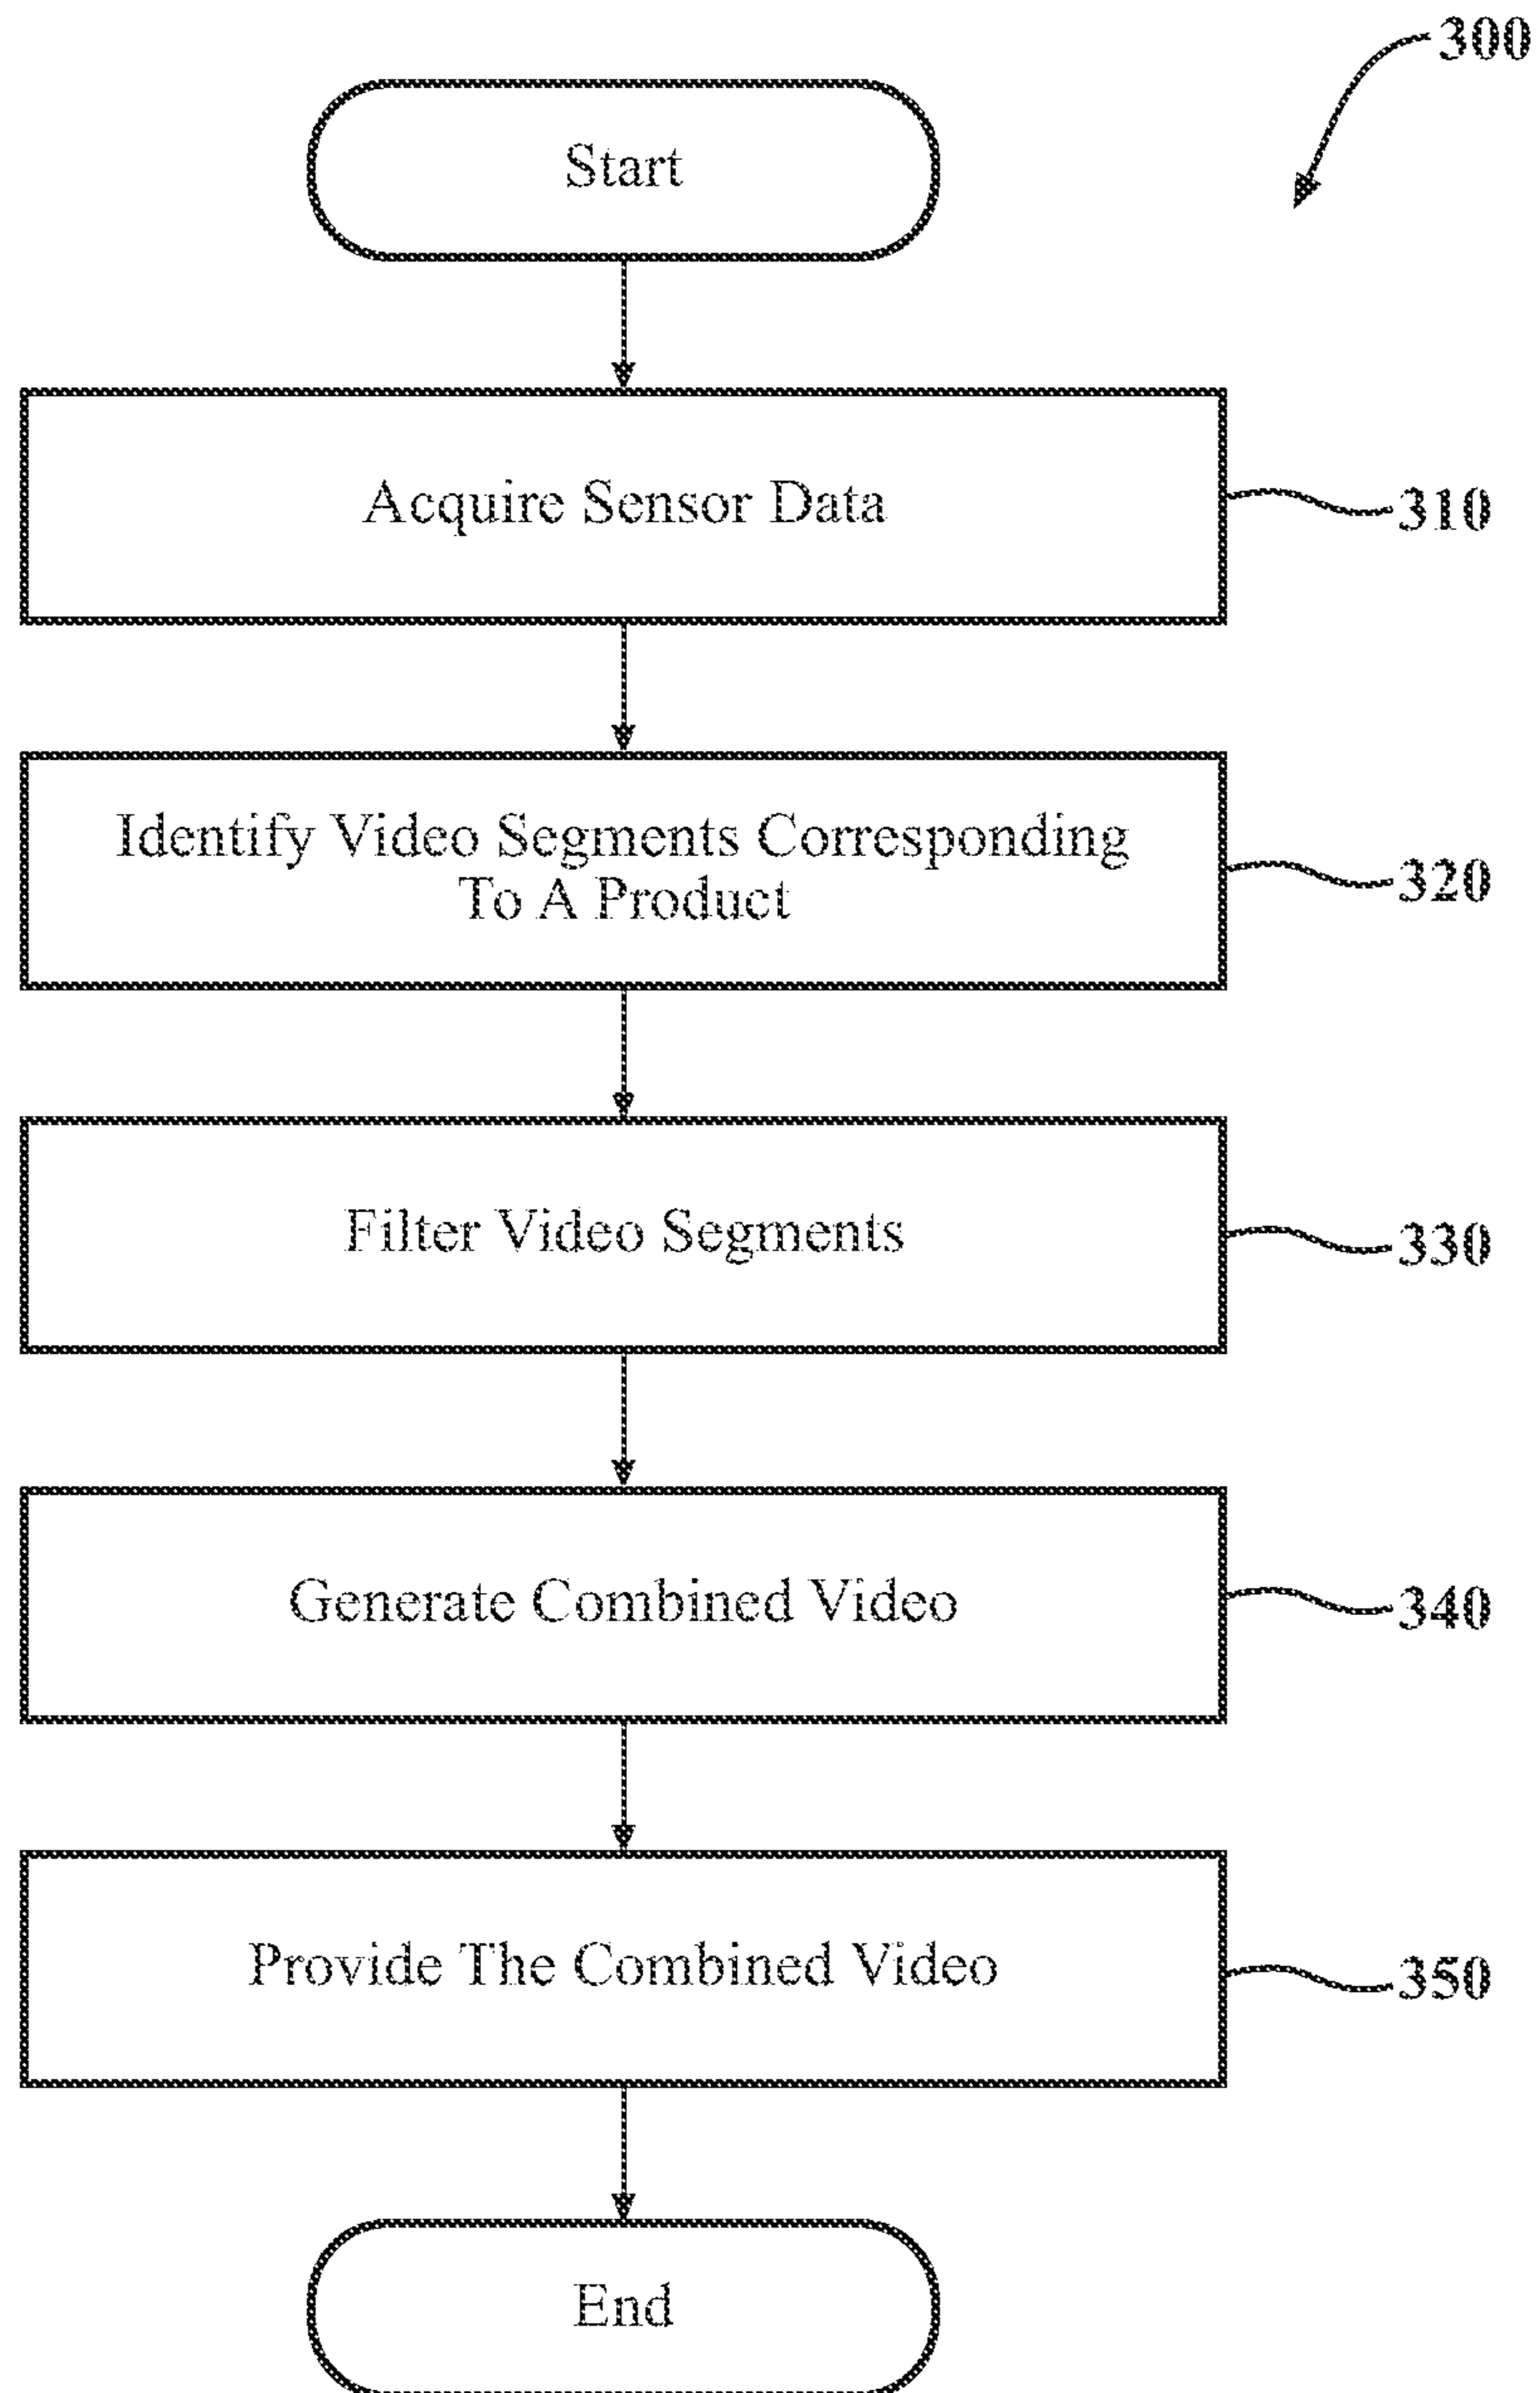 300
Start
Acquire Sensor Data
310
Identify Video Segments Corresponding
To A Product
320
Filter Video Segments
330
Generate Combined Video
340
Provide The Combined Video
350
End